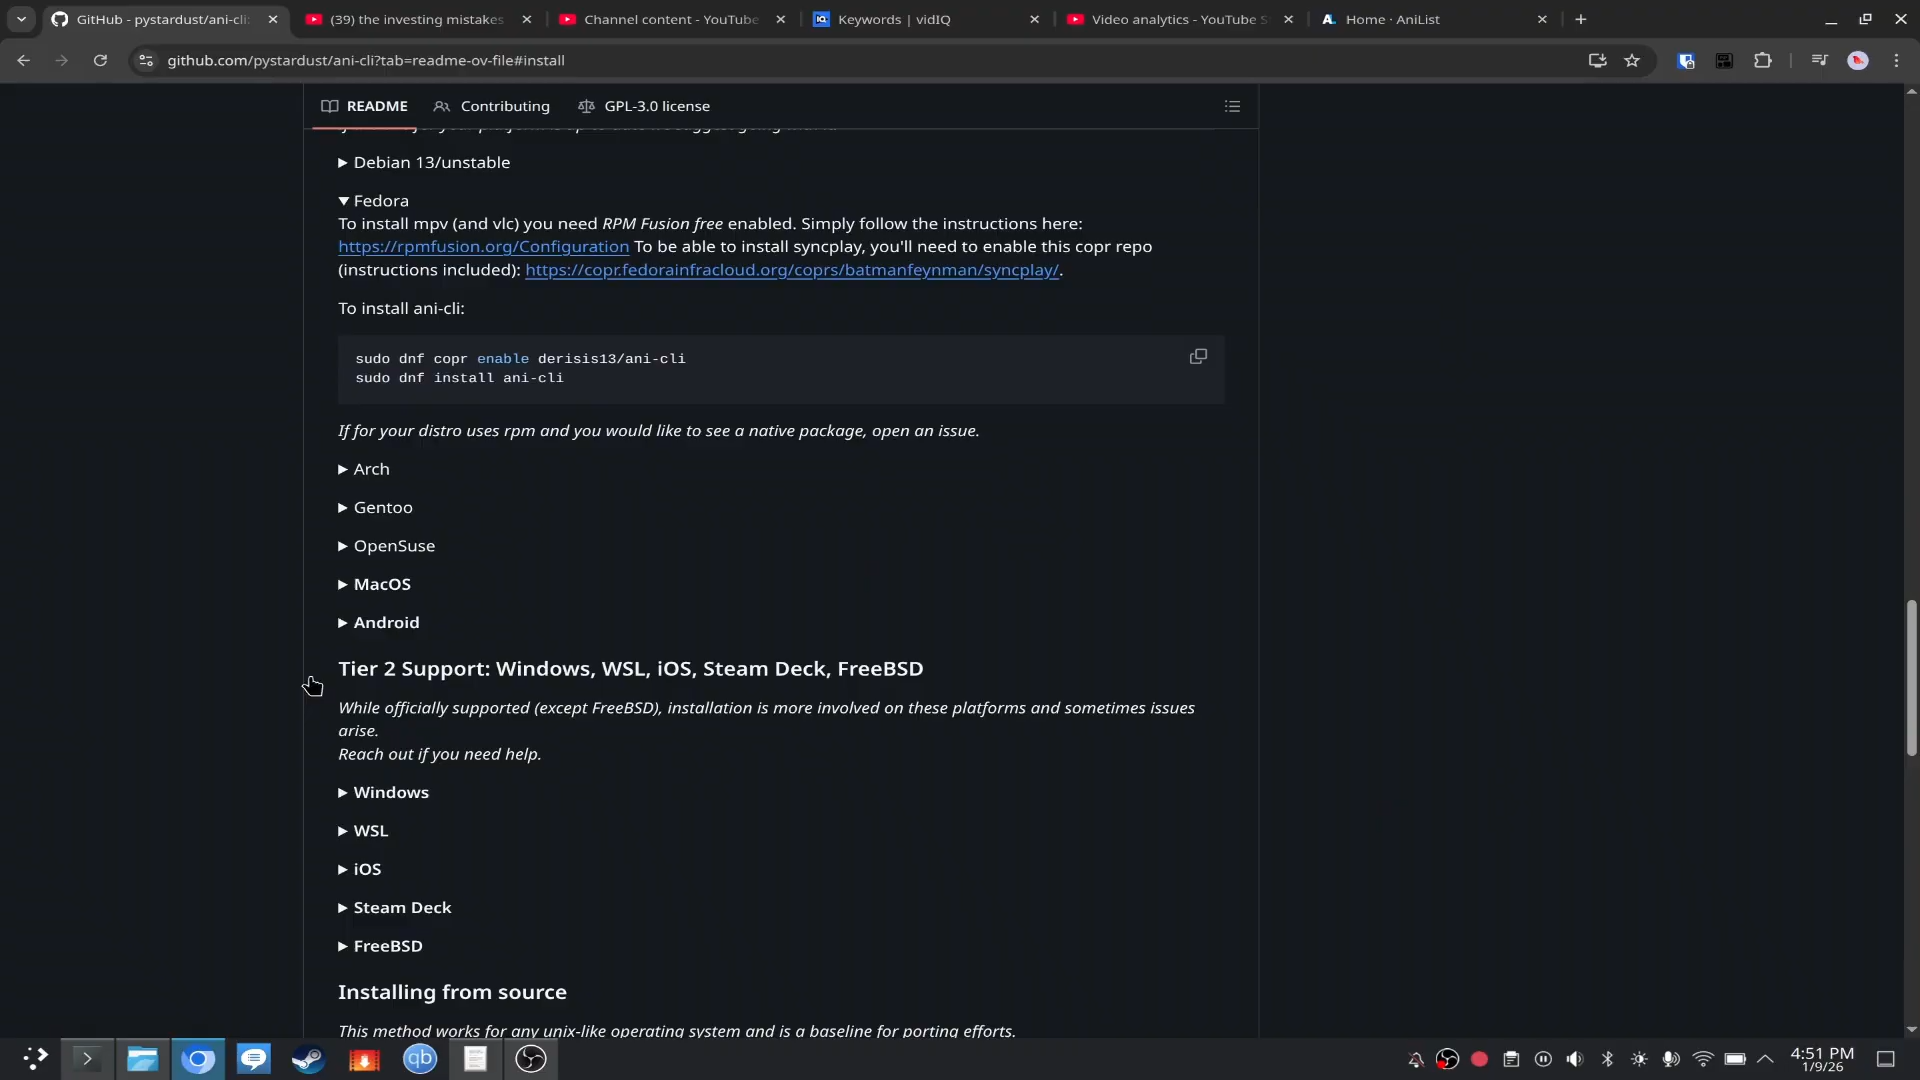 GitHub - pystardust/ani-cli:
(39) the investing mistakes
Channel content - YouTube
Keywords | vidIQ
Video analytics - YouTube S
Home · AniList
github.com/pystardust/ani-cli?tab=readme-ov-file#install
README
Contributing
GPL-3.0 license
Debian 13/unstable
Fedora
To install mpv (and vlc) you need RPM Fusion free enabled. Simply follow the instructions here:
https://rpmfusion.org/Configuration To be able to install syncplay, you'll need to enable this copr repo
(instructions included): https://copr.fedorainfracloud.org/coprs/batmanfeynman/syncplay/.
To install ani-cli:
sudo dnf copr enable derisis13/ani-cli
sudo dnf install ani-cli
If for your distro uses rpm and you would like to see a native package, open an issue.
Arch
Gentoo
OpenSuse
MacOS
Android
Tier 2 Support: Windows, WSL, iOS, Steam Deck, FreeBSD
While officially supported (except FreeBSD), installation is more involved on these platforms and sometimes issues
arise.
Reach out if you need help.
Windows
WSL
iOS
Steam Deck
FreeBSD
Installing from source
This method works for any unix-like operating system and is a baseline for porting efforts.
qb
4:51 PM
1/9/26